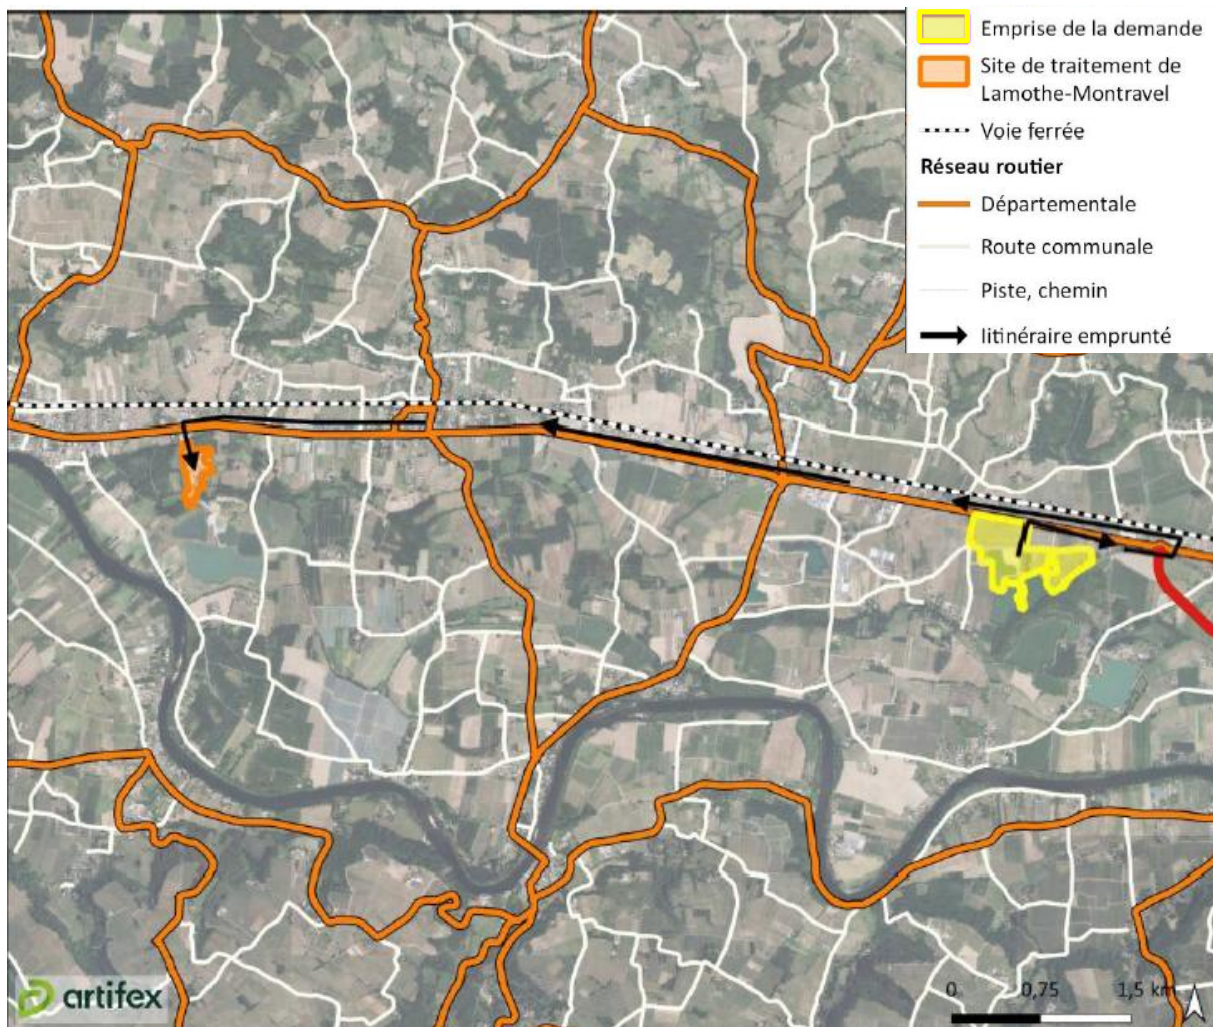 Emprise de la demande
Site de traitement de
Lamothe-Montravel
Voie ferrée
Réseau routier
Départementale
Route communale
Piste, chemin
Iitinéraire emprunté
artifex
0 0,75 1,5 km